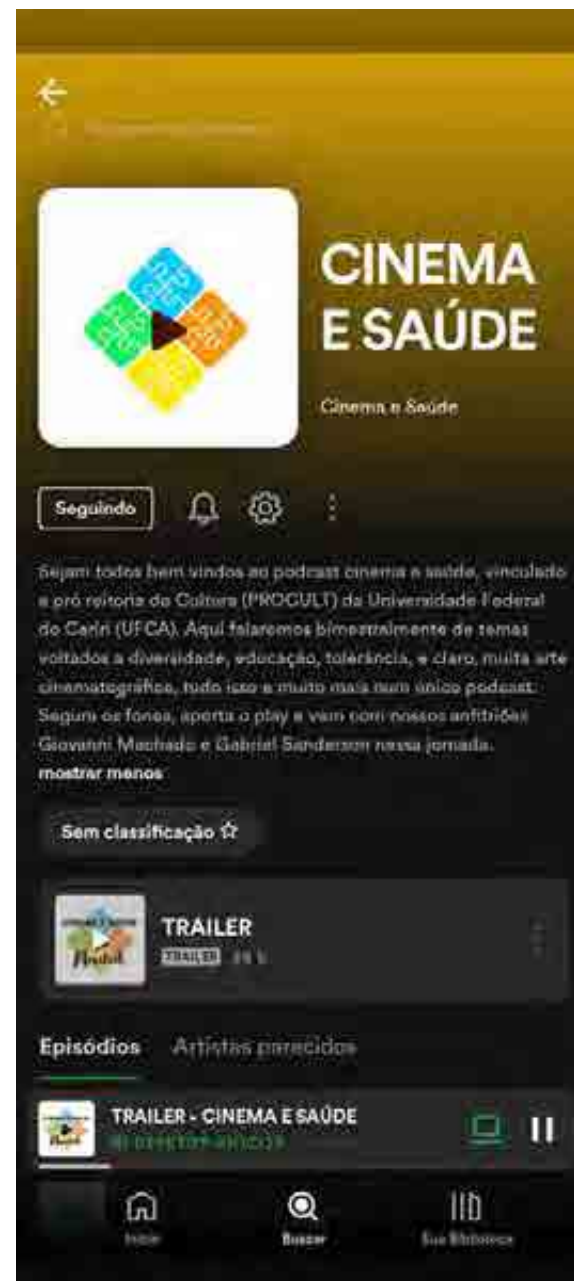 CINEMA
E SAÚDE
Cinema e Saúde
Seguindo
Sejam todos bem vindos ao podcast cinema e saúde, vinculado
a pró reitoria de Cultura (PROCULT) da Universidade Federal
do Cariri (UFCA). Aqui falaremos bimestralmente de temas
voltados a diversidade, educação, tolerância, e claro, muita arte
cinematográfica, tudo isso e muito mais num único podcast.
Segura os fones, aperta o play e vem com nossos anfitriões
Giovanni Machado e Gabriel Sanderson nessa jornada.
mostrar menos
Sem classificação
TRAILER
TRAILER
Episódios Artistas parecidos
TRAILER - CINEMA E SAÚDE
Início Buscar Sua Biblioteca